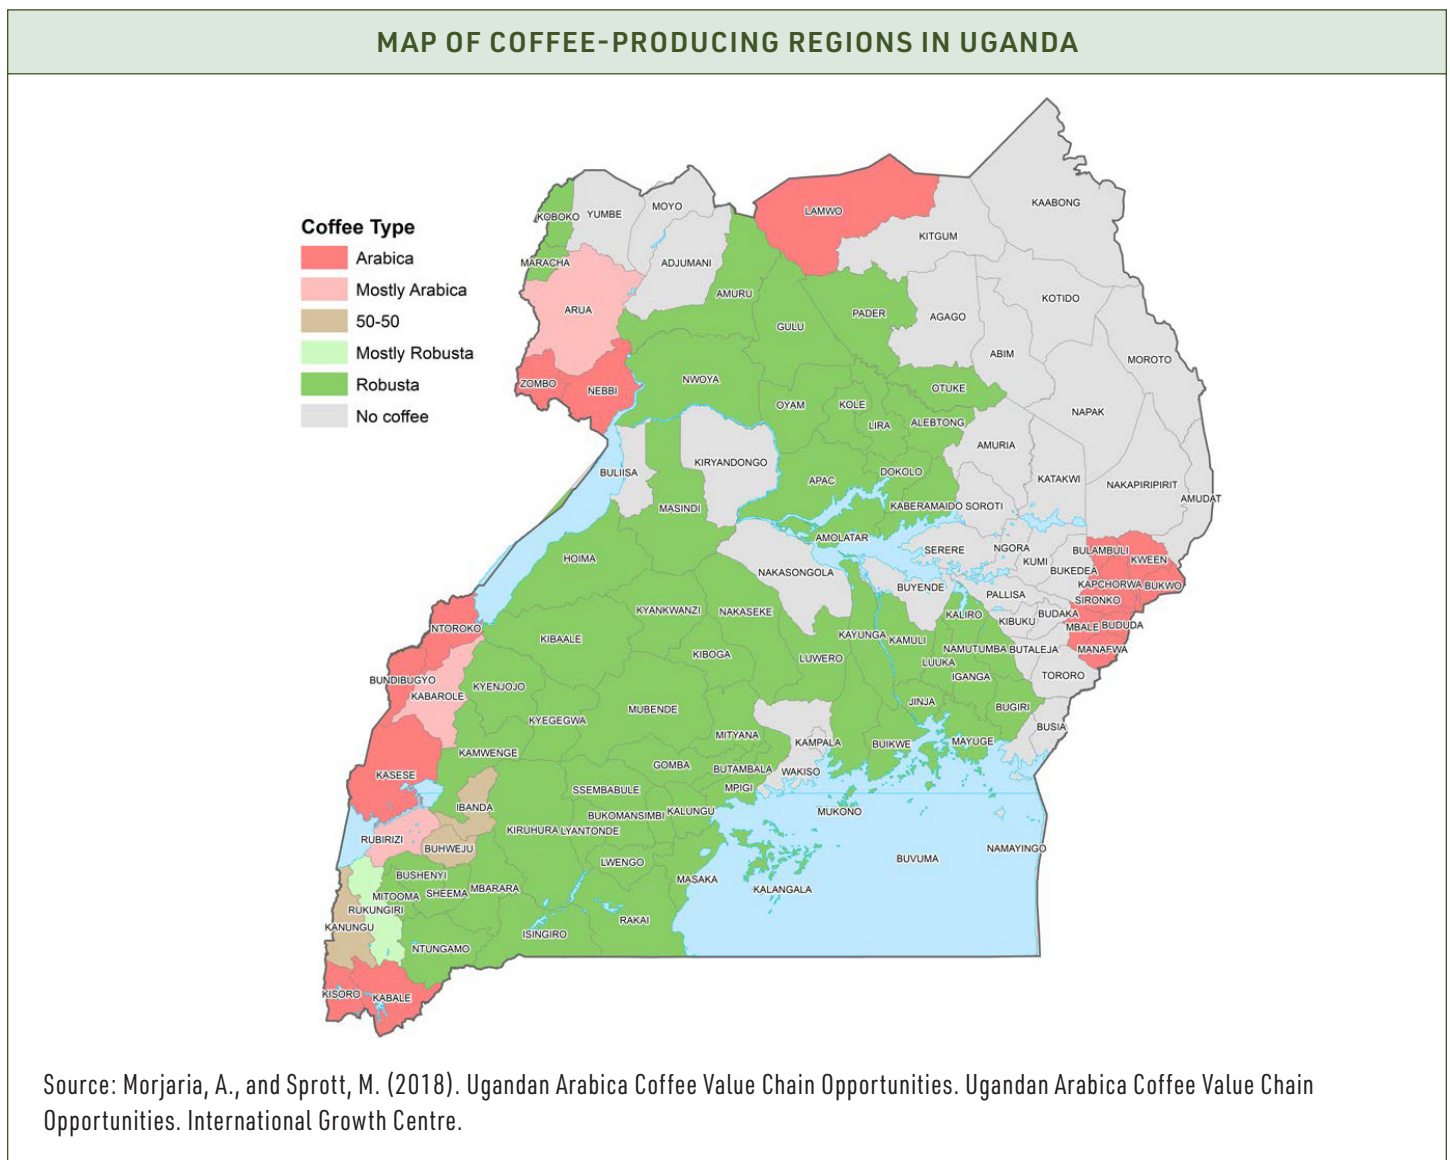 MAP OF COFFEE-PRODUCING REGIONS IN UGANDA
Coffee Type
Arabica
Mostly Arabica
50-50
Mostly Robusta
Robusta
No coffee
KAABONG
KOBOKO
YUMBE
MOYO
LAMWO
KITGUM
MARACHA
ADJUMANI
ARUA
AMURU
GULU
PADER
AGAGO
KOTIDO
ABIM
MOROTO
ZOMBO
NEBBI
NWOYA
OYAM
KOLE
OTUKE
LIRA
ALEBTONG
NAPAK
AMURIA
BULIISA
KIRYANDONGO
APAC
DOKOLO
KATAKWI
NAKAPIRIPIRIT
AMUDAT
MASINDI
KABERAMAIDO
SOROTI
AMOLATAR
HOIMA
SERERE
NGORA
KUMI
BULAMBULI
KWEEN
NAKASONGOLA
BUKEDEA
BUYENDE
KAPCHORWA
BUKWO
PALLISA
SIRONKO
KYANKWANZI
NAKASEKE
KALIRO
KIBUKU
BUDAKA
MBALE
BUDUDA
NTOROKO
KIBAALE
KAYUNGA
KAMULI
NAMUTUMBA
BUTALEJA
MANAFWA
KIBOGA
LUWERO
LUUKA
IGANGA
TORORO
BUNDIBUGYO
KABAROLE
KYENJOJO
MUBENDE
JINJA
BUGIRI
KYEGEGWA
MITYANA
KAMPALA
BUIKWE
MAYUGE
BUSIA
KAMWENGE
GOMBA
BUTAMBALA
WAKISO
KASESE
MPIGI
SSEMBABULE
IBANDA
BUKOMANSIMBI
KALUNGU
MUKONO
RUBIRIZI
KIRUHURA
LYANTONDE
BUHWEJU
NAMAYINGO
LWENGO
BUVUMA
BUSHENYI
MASAKA
KALANGALA
MITOOMA
SHEEMA
MBARARA
RUKUNGIRI
RAKAI
KANUNGU
ISINGIRO
NTUNGAMO
KISORO
KABALE
Source: Morjaria, A., and Sprott, M. (2018). Ugandan Arabica Coffee Value Chain Opportunities. Ugandan Arabica Coffee Value Chain
Opportunities. International Growth Centre.